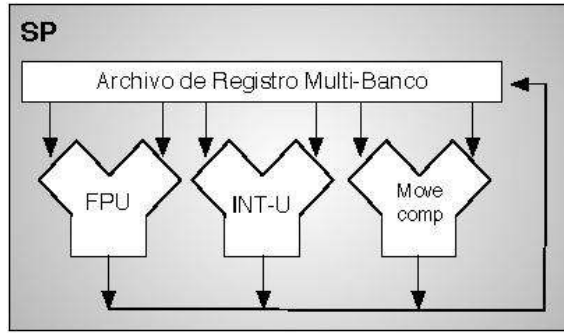 SP
Archivo de Registro Multi-Banco
FPU
INT-U
Move
comp